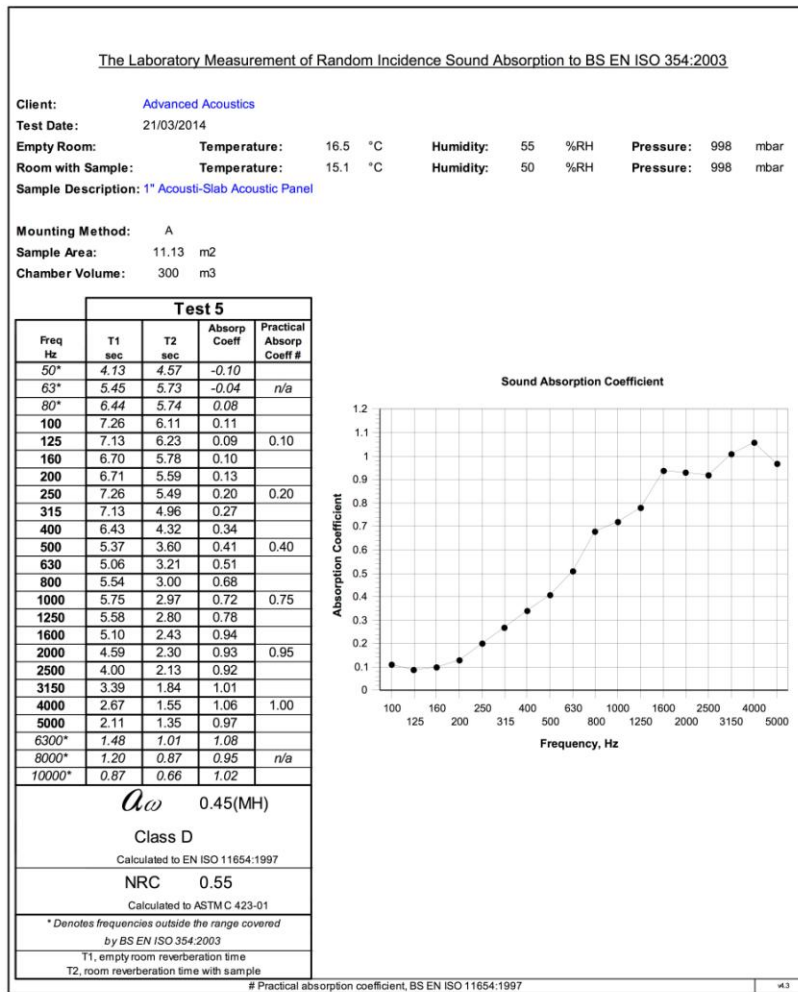 The Laboratory Measurement of Random Incidence Sound Absorption to BS EN ISO 354:2003
Client: Advanced Acoustics
Test Date: 21/03/2014
Empty Room: Temperature: 16.5 °C Humidity: 55 %RH Pressure: 998 mbar
Room with Sample: Temperature: 15.1 °C Humidity: 50 %RH Pressure: 998 mbar
Sample Description: 1" Acousti-Slab Acoustic Panel
Mounting Method: A
Sample Area: 11.13 m2
Chamber Volume: 300 m3
Test 5
Freq Hz T1 sec T2 sec Absorp Coeff Practical Absorp Coeff #
50* 4.13 4.57 -0.10
63* 5.45 5.73 -0.04 n/a
80* 6.44 5.74 0.08
100 7.26 6.11 0.11
125 7.13 6.23 0.09 0.10
160 6.70 5.78 0.10
200 6.71 5.59 0.13
250 7.26 5.49 0.20 0.20
315 7.13 4.96 0.27
400 6.43 4.32 0.34
500 5.37 3.60 0.41 0.40
630 5.06 3.21 0.51
800 5.54 3.00 0.68
1000 5.75 2.97 0.72 0.75
1250 5.58 2.80 0.78
1600 5.10 2.43 0.94
2000 4.59 2.30 0.93 0.95
2500 4.00 2.13 0.92
3150 3.39 1.84 1.01
4000 2.67 1.55 1.06 1.00
5000 2.11 1.35 0.97
6300* 1.48 1.01 1.08
8000* 1.20 0.87 0.95 n/a
10000* 0.87 0.66 1.02
αω 0.45(MH)
Class D
Calculated to EN ISO 11654:1997
NRC 0.55
Calculated to ASTM C 423-01
* Denotes frequencies outside the range covered
by BS EN ISO 354:2003
T1, empty room reverberation time
T2, room reverberation time with sample
Sound Absorption Coefficient
Absorption Coefficient
1.2
1.1
1
0.9
0.8
0.7
0.6
0.5
0.4
0.3
0.2
0.1
0
100 160 250 400 630 1000 1600 2500 4000
125 200 315 500 800 1250 2000 3150 5000
Frequency, Hz
# Practical absorption coefficient, BS EN ISO 11654:1997
v4.3